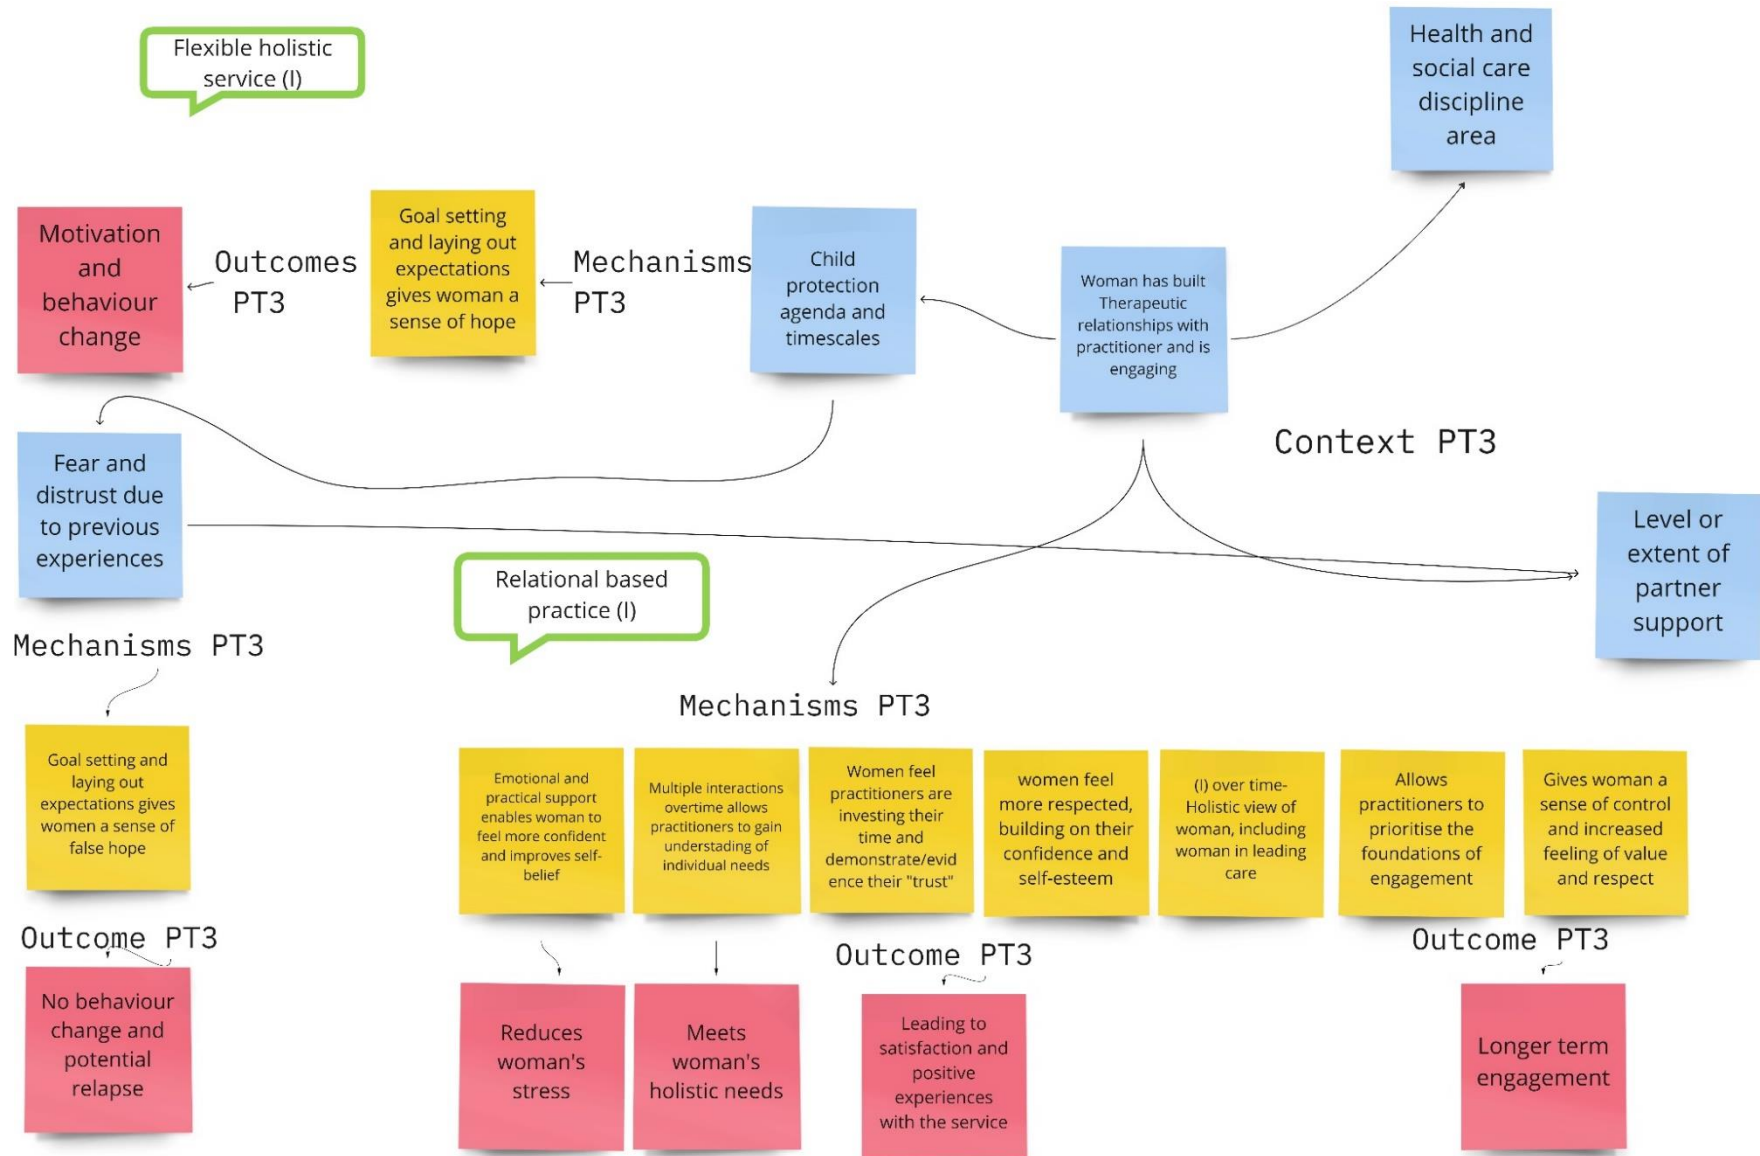 Flexible holistic
service (I)
Health and
social care
discipline
area
Motivation
and
behaviour
change
Outcomes
PT3
Goal setting
and laying out
expectations
gives woman a
sense of hope
Mechanisms
PT3
Child
protection
agenda and
timescales
Woman has built
Therapeutic
relationships with
practitioner and is
engaging
Context PT3
Fear and
distrust due
to previous
experiences
Level or
extent of
partner
support
Relational based
practice (I)
Mechanisms PT3
Goal setting and
laying out
expectations gives
women a sense of
false hope
Outcome PT3
No behaviour
change and
potential
relapse
Mechanisms PT3
Emotional and
practical support
enables woman to
feel more confident
and improves self-
belief
Multiple interactions
overtime allows
practitioners to gain
understading of
individual needs
Women feel
practitioners are
investing their
time and
demonstrate/evid
ence their "trust"
women feel
more respected,
building on their
confidence and
self-esteem
(I) over time-
Holistic view of
woman, including
woman in leading
care
Allows
practitioners to
prioritise the
foundations of
engagement
Gives woman a
sense of control
and increased
feeling of value
and respect
Reduces
woman's
stress
Meets
woman's
holistic needs
Outcome PT3
Leading to
satisfaction and
positive
experiences
with the service
Outcome PT3
Longer term
engagement